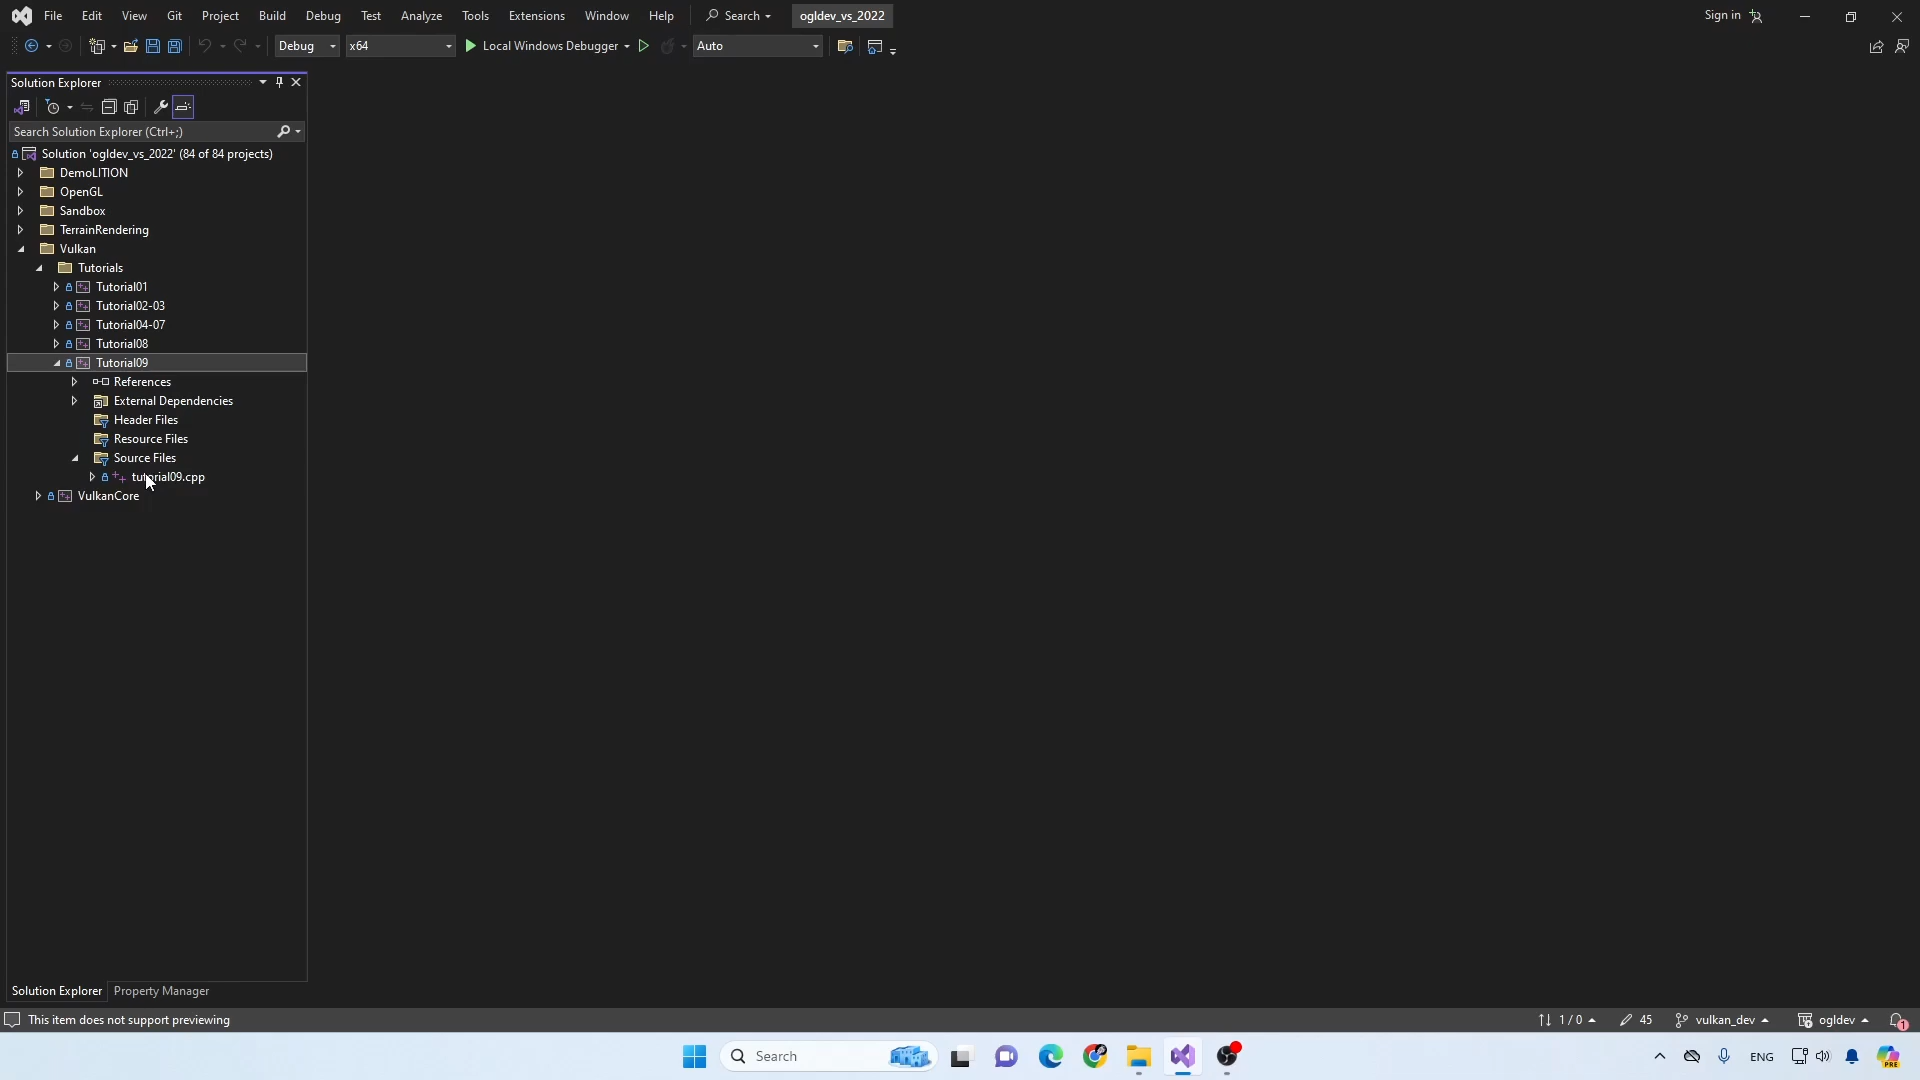 File Edit View Git Project Build Debug Test Analyze Tools Extensions Window Help Search ogldev_vs_2022 Sign in
Debug x64 Local Windows Debugger Auto
Solution Explorer
Search Solution Explorer (Ctrl+;)
Solution 'ogldev_vs_2022' (84 of 84 projects)
DemoLITION
OpenGL
Sandbox
TerrainRendering
Vulkan
Tutorials
Tutorial01
Tutorial02-03
Tutorial04-07
Tutorial08
Tutorial09
References
External Dependencies
Header Files
Resource Files
Source Files
tutorial09.cpp
VulkanCore
Solution Explorer Property Manager
This item does not support previewing 1 / 0 45 vulkan_dev ogldev 1
Search ENG PRE